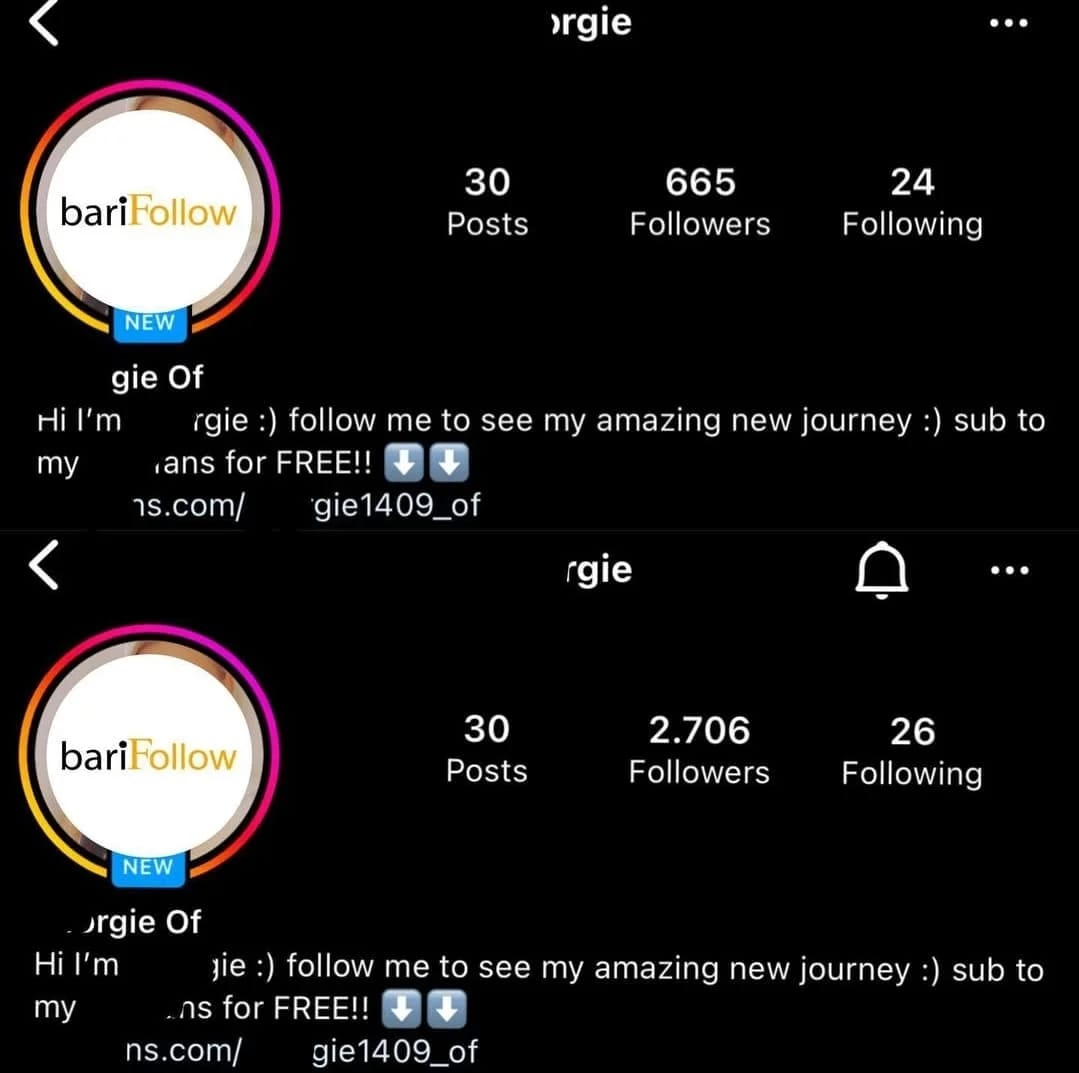 rgie
30
665
24
Posts
Followers
Following
bariFollow
NEW
gie Of
Hi I’m rgie :) follow me to see my amazing new journey :) sub to
my ans for FREE!! ⬇️⬇️
ns.com/ gie1409_of
rgie
30
2.706
26
Posts
Followers
Following
bariFollow
NEW
orgie Of
Hi I’m gie :) follow me to see my amazing new journey :) sub to
my ns for FREE!! ⬇️⬇️
ns.com/ gie1409_of